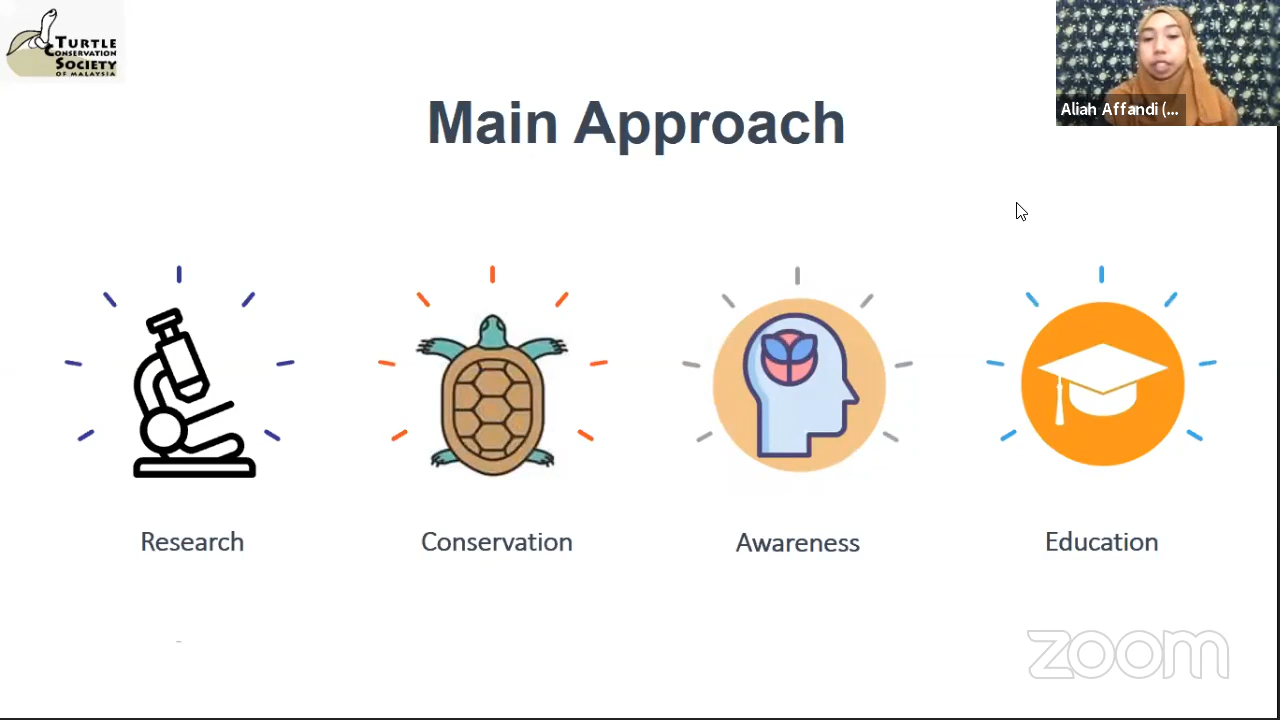 TURTLE
CONSERVATION
SOCIETY
OF MALAYSIA
Aliah Affandi (...
Main Approach
Research
Conservation
Awareness
Education
zoom